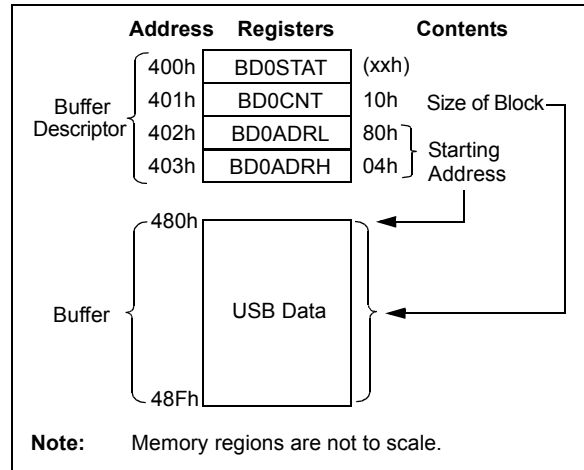 Address Registers Contents
400h BD0STAT (xxh)
401h BD0CNT 10h Size of Block
402h BD0ADRL 80h
403h BD0ADRH 04h
Buffer
Descriptor
Starting
Address
480h
Buffer
USB Data
48Fh
Note: Memory regions are not to scale.